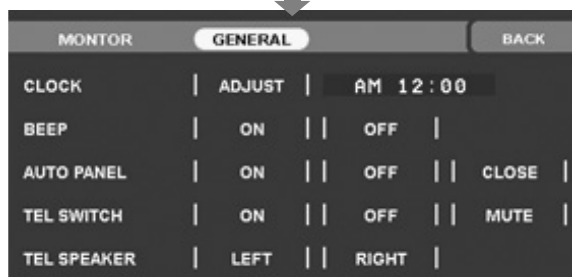 MONTOR GENERAL BACK
CLOCK ADJUST AM 12:00
BEEP ON OFF
AUTO PANEL ON OFF CLOSE
TEL SWITCH ON OFF MUTE
TEL SPEAKER LEFT RIGHT